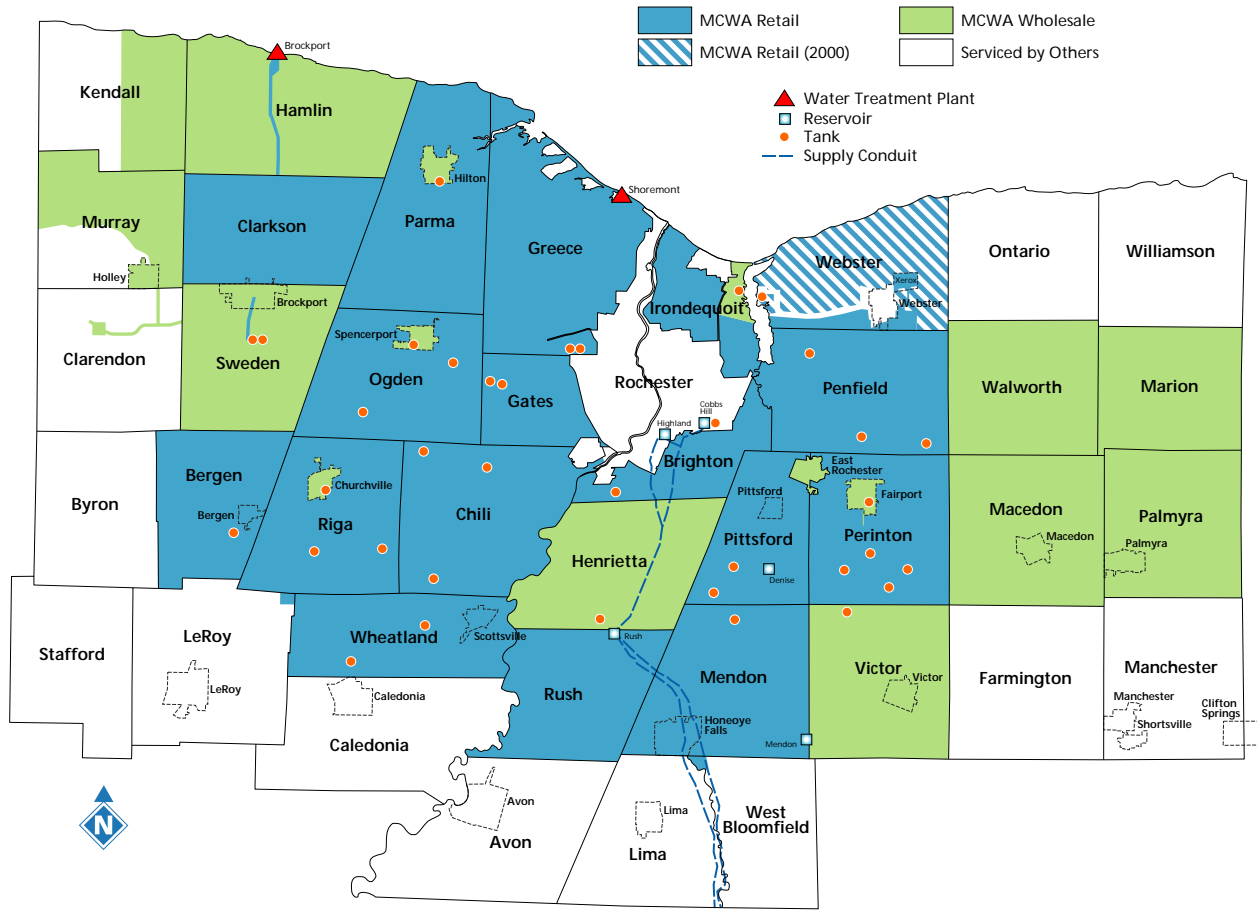 MCWA Retail
MCWA Wholesale
MCWA Retail (2000)
Serviced by Others
Water Treatment Plant
Reservoir
Tank
Supply Conduit
Brockport
Kendall
Hamlin
Hilton
Shoremont
Murray
Clarkson
Parma
Greece
Holley
Brockport
Irondequoit
Webster
Xerox
Webster
Ontario
Williamson
Clarendon
Sweden
Spencerport
Ogden
Gates
Rochester
Cobbs
Hill
Highland
Penfield
Walworth
Marion
Byron
Bergen
Bergen
Churchville
Riga
Chili
Brighton
Pittsford
Pittsford
Denise
East
Rochester
Fairport
Perinton
Macedon
Macedon
Palmyra
Palmyra
Henrietta
Stafford
LeRoy
LeRoy
Wheatland
Scottsville
Rush
Rush
Mendon
Mendon
Honeoye
Falls
Victor
Victor
Farmington
Manchester
Manchester
Shortsville
Clifton
Springs
Caledonia
Caledonia
Avon
Avon
Lima
Lima
West
Bloomfield
N